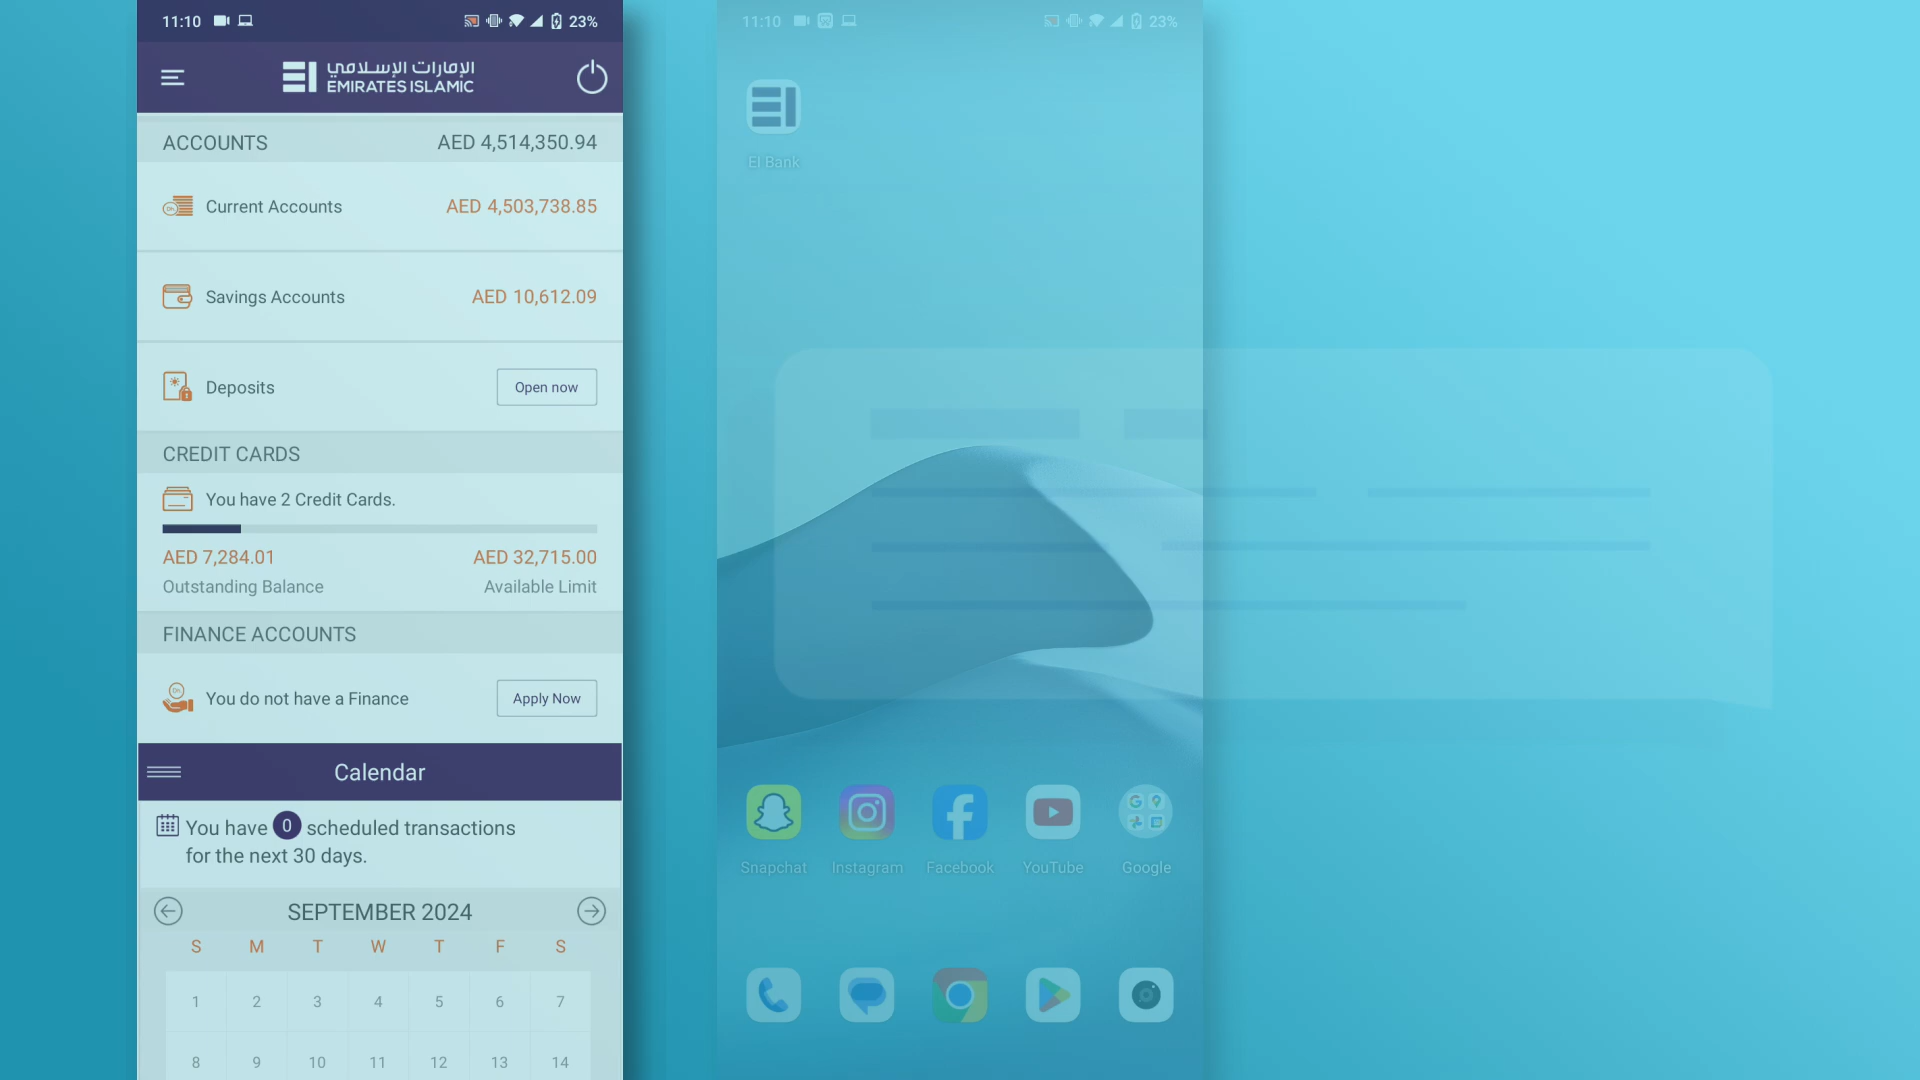 11:10
23%
الإمارات الإسلامي
EMIRATES ISLAMIC
ACCOUNTS AED 4,514,350.94
Current Accounts AED 4,503,738.85
Savings Accounts AED 10,612.09
Deposits Open now
CREDIT CARDS
You have 2 Credit Cards.
AED 7,284.01 AED 32,715.00
Outstanding Balance Available Limit
FINANCE ACCOUNTS
You do not have a Finance Apply Now
Calendar
You have 0 scheduled transactions
for the next 30 days.
SEPTEMBER 2024
S M T W T F S
1 2 3 4 5 6 7
8 9 10 11 12 13 14
11:10
23%
EI Bank
Snapchat Instagram Facebook YouTube Google